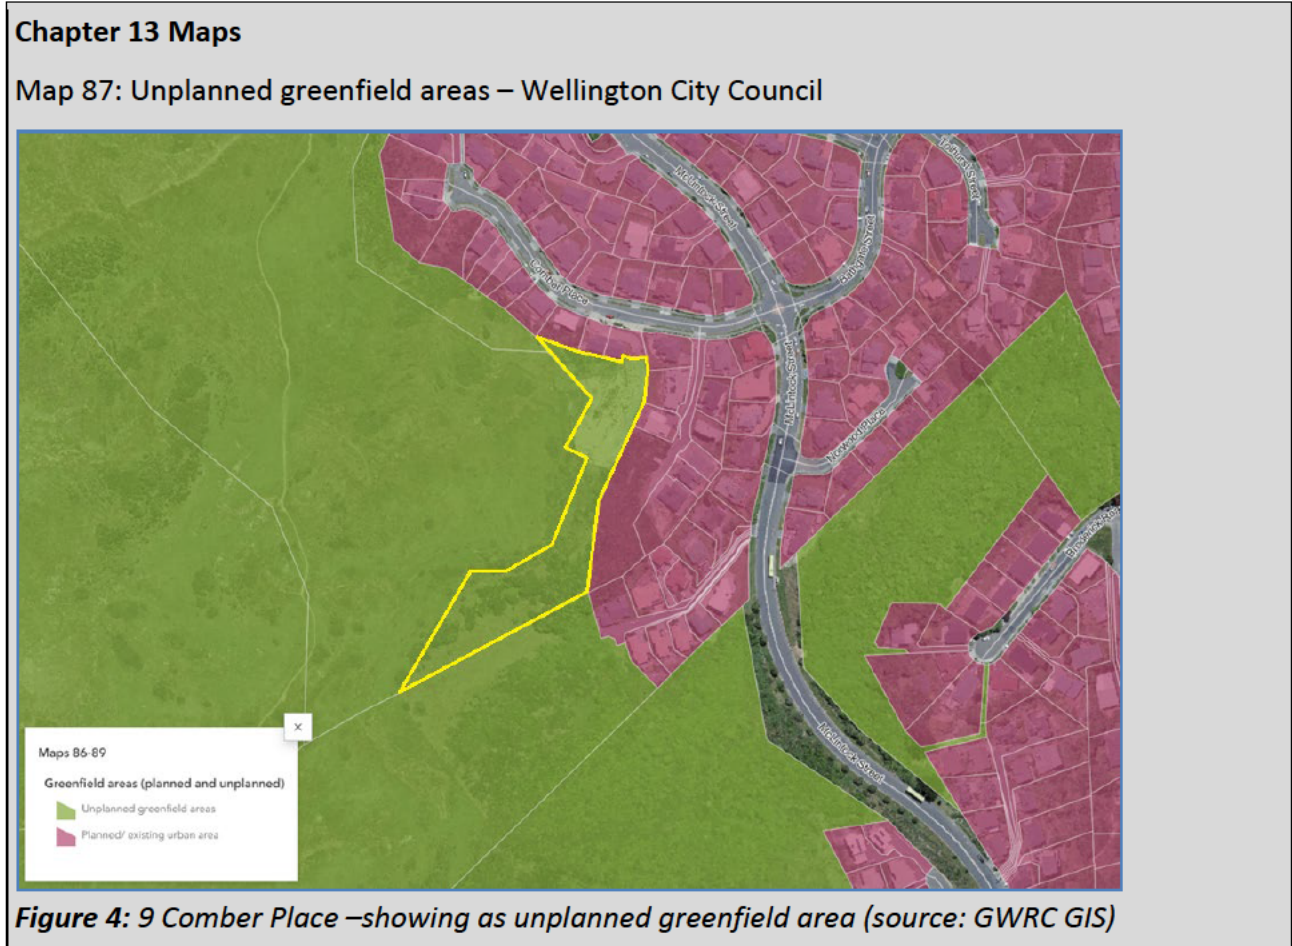 Chapter 13 Maps
Map 87: Unplanned greenfield areas – Wellington City Council
Tolhurst Street
McLintock Street
Comber Place
McLintock Street
Norwood Place
McLintock Street
Maps 86-89
Greenfield areas (planned and unplanned)
Unplanned greenfield areas
Planned/ existing urban area
Figure 4: 9 Comber Place –showing as unplanned greenfield area (source: GWRC GIS)